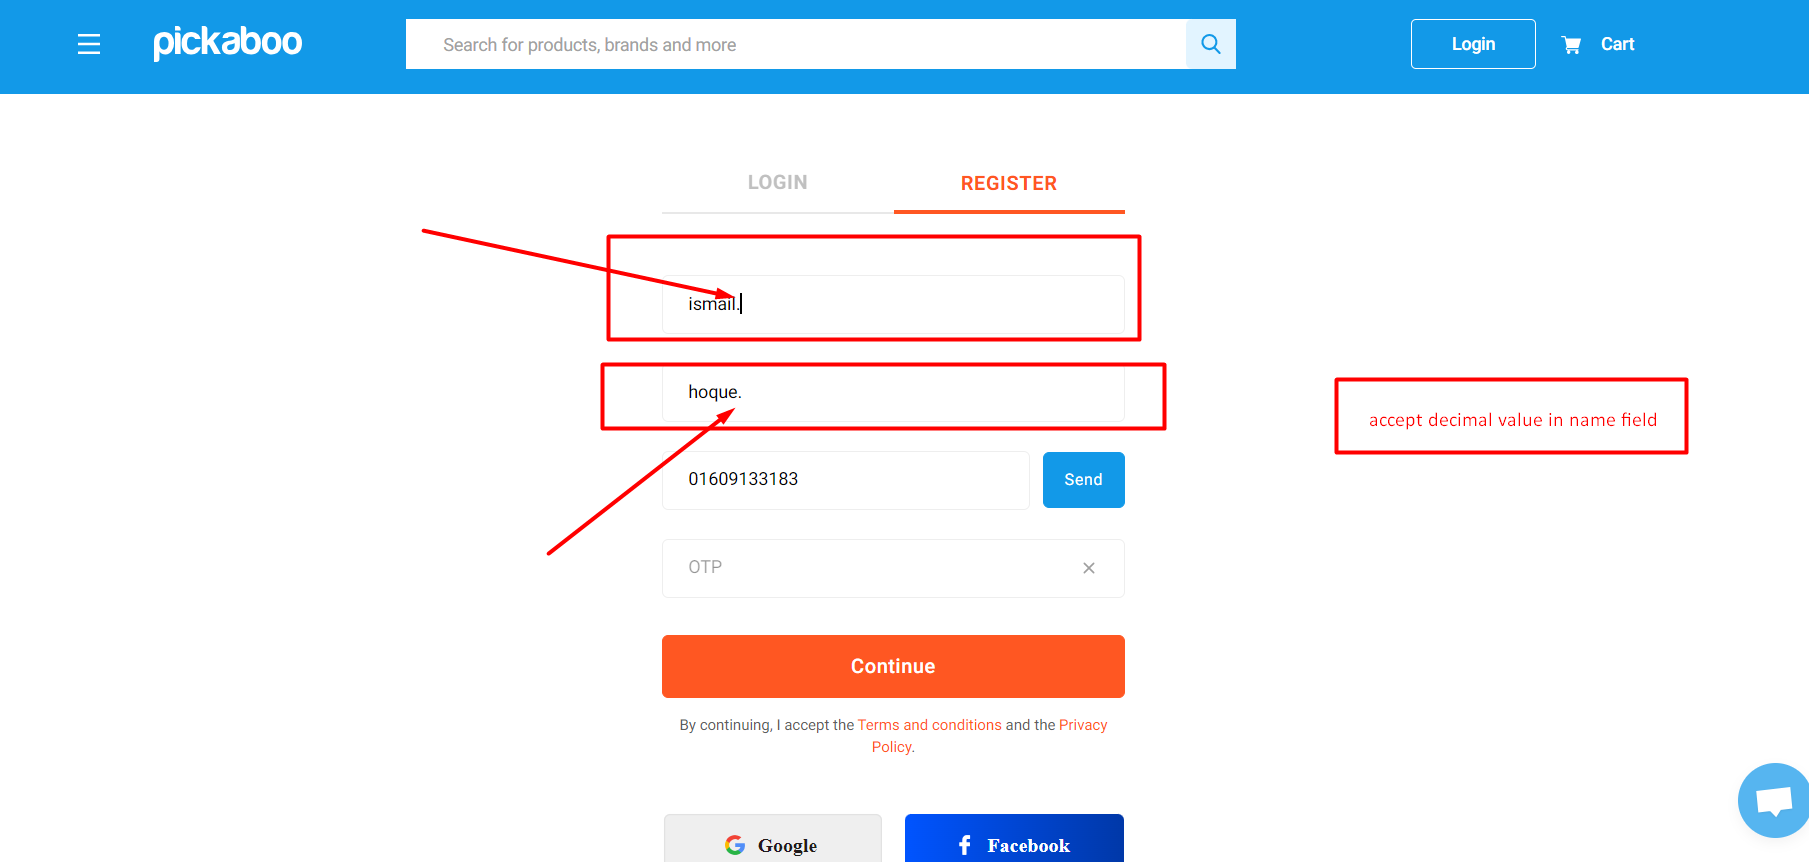 pickaboo
Search for products, brands and more
Login
Cart
LOGIN
REGISTER
ismail.
hoque.
accept decimal value in name field
01609133183
Send
OTP
Continue
By continuing, I accept the Terms and conditions and the Privacy
Policy.
Google
Facebook